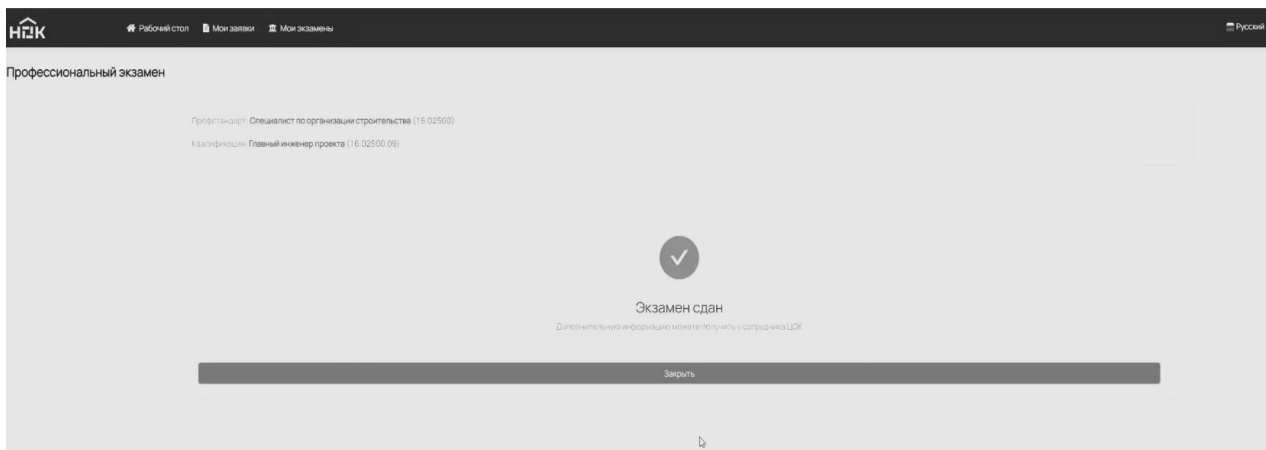 НОК
Рабочий стол Мои заявки Мои экзамены Русский
Профессиональный экзамен
Профстандарт: Специалист по организации строительства (16.02500)
Квалификация: Главный инженер проекта (16.02500.09)
Экзамен сдан
Дополнительную информацию можете получить у сотрудника ЦОК
Закрыть